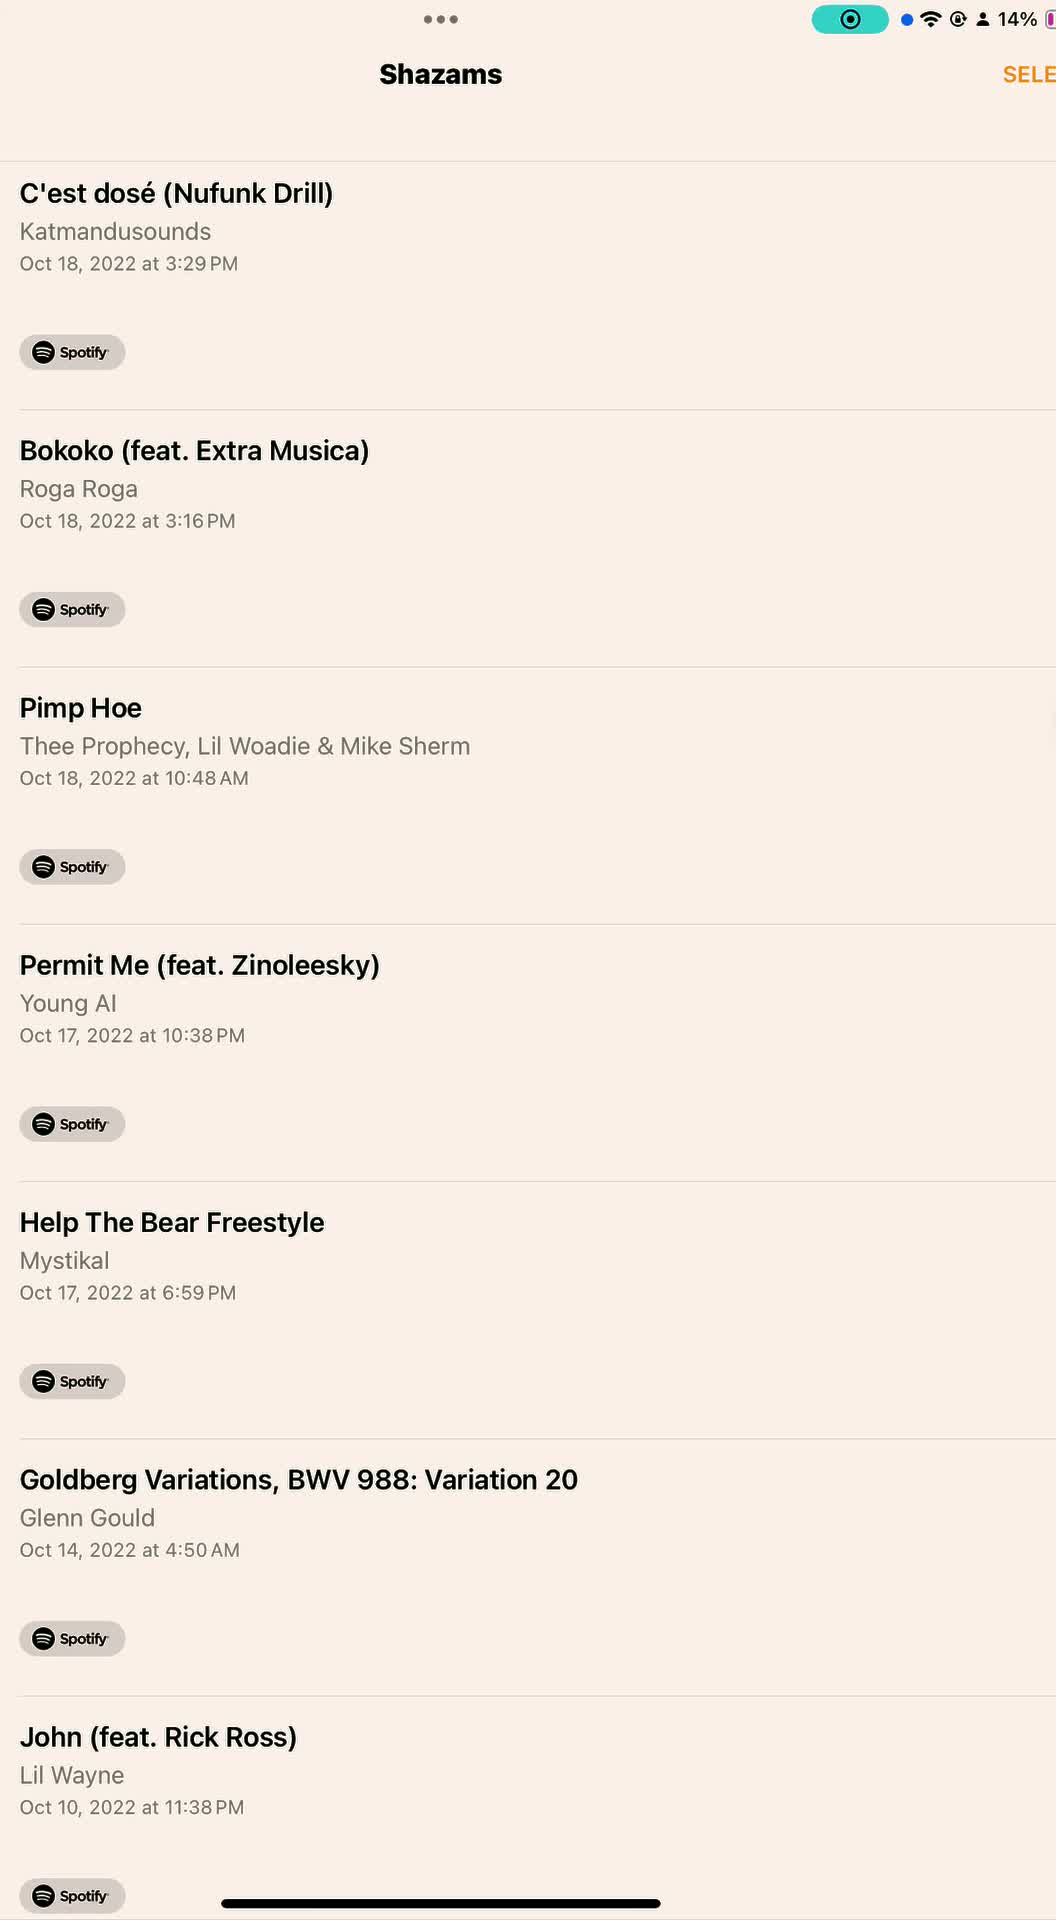 14%
Shazams
SELE
C'est dosé (Nufunk Drill)
Katmandusounds
Oct 18, 2022 at 3:29 PM
Spotify
Bokoko (feat. Extra Musica)
Roga Roga
Oct 18, 2022 at 3:16 PM
Spotify
Pimp Hoe
Thee Prophecy, Lil Woadie & Mike Sherm
Oct 18, 2022 at 10:48 AM
Spotify
Permit Me (feat. Zinoleesky)
Young Al
Oct 17, 2022 at 10:38 PM
Spotify
Help The Bear Freestyle
Mystikal
Oct 17, 2022 at 6:59 PM
Spotify
Goldberg Variations, BWV 988: Variation 20
Glenn Gould
Oct 14, 2022 at 4:50 AM
Spotify
John (feat. Rick Ross)
Lil Wayne
Oct 10, 2022 at 11:38 PM
Spotify